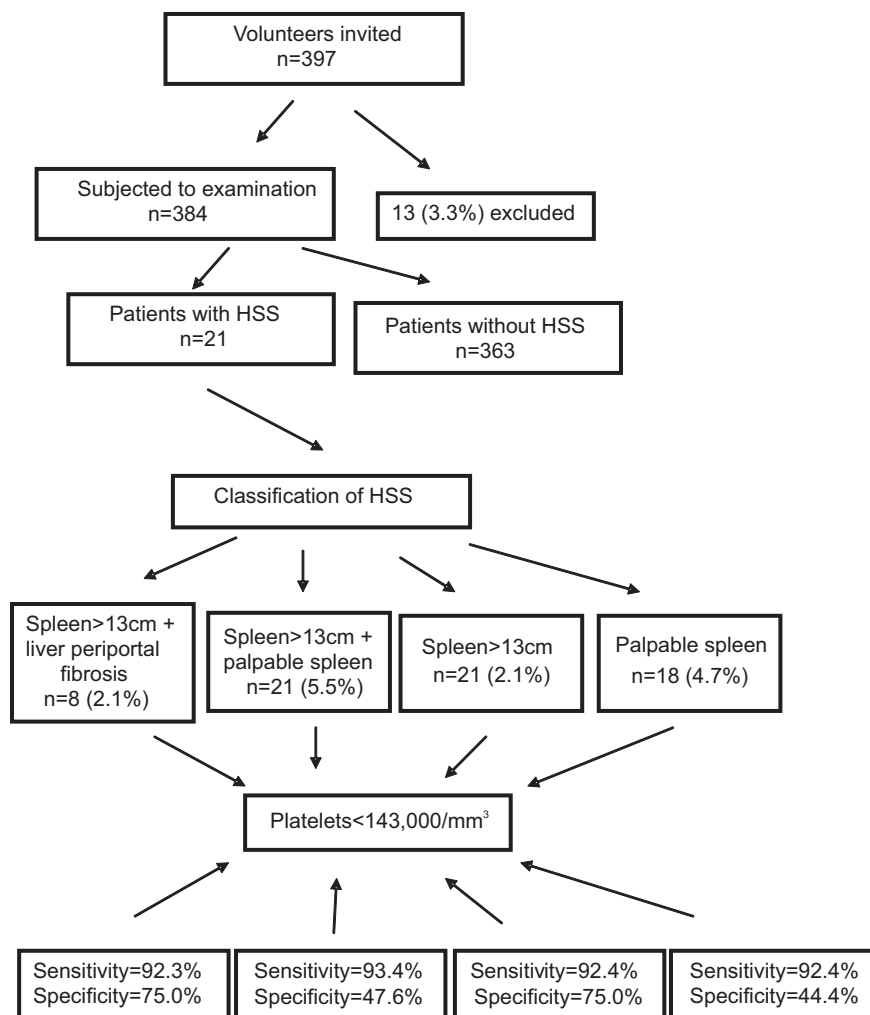 Volunteers invited
n=397
Subjected to examination
n=384
13 (3.3%) excluded
Patients with HSS
n=21
Patients without HSS
n=363
Classification of HSS
Spleen>13cm +
liver periportal
fibrosis
n=8 (2.1%)
Spleen>13cm +
palpable spleen
n=21 (5.5%)
Spleen>13cm
n=21 (2.1%)
Palpable spleen
n=18 (4.7%)
Platelets<143,000/mm³
Sensitivity=92.3%
Specificity=75.0%
Sensitivity=93.4%
Specificity=47.6%
Sensitivity=92.4%
Specificity=75.0%
Sensitivity=92.4%
Specificity=44.4%